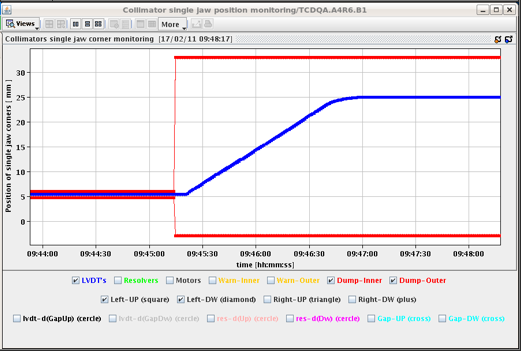 Collimator single jaw position monitoring/TCDQA.A4R6.B1
Views More
Collimators single jaw corner monitoring [17/02/11 09:48:17]
Position of single jaw corners [ mm ]
30
25
20
15
10
5
0
09:44:00 09:44:30 09:45:00 09:45:30 09:46:00 09:46:30 09:47:00 09:47:30 09:48:00
time [hh:mm:ss]
LVDT's Resolvers Motors Warn-Inner Warn-Outer Dump-Inner Dump-Outer
Left-UP (square) Left-DW (diamond) Right-UP (triangle) Right-DW (plus)
lvdt-d(GapUp) (cercle) lvdt-d(GapDw) (cercle) res-d(Up) (cercle) res-d(Dw) (cercle) Gap-UP (cross) Gap-DW (cross)